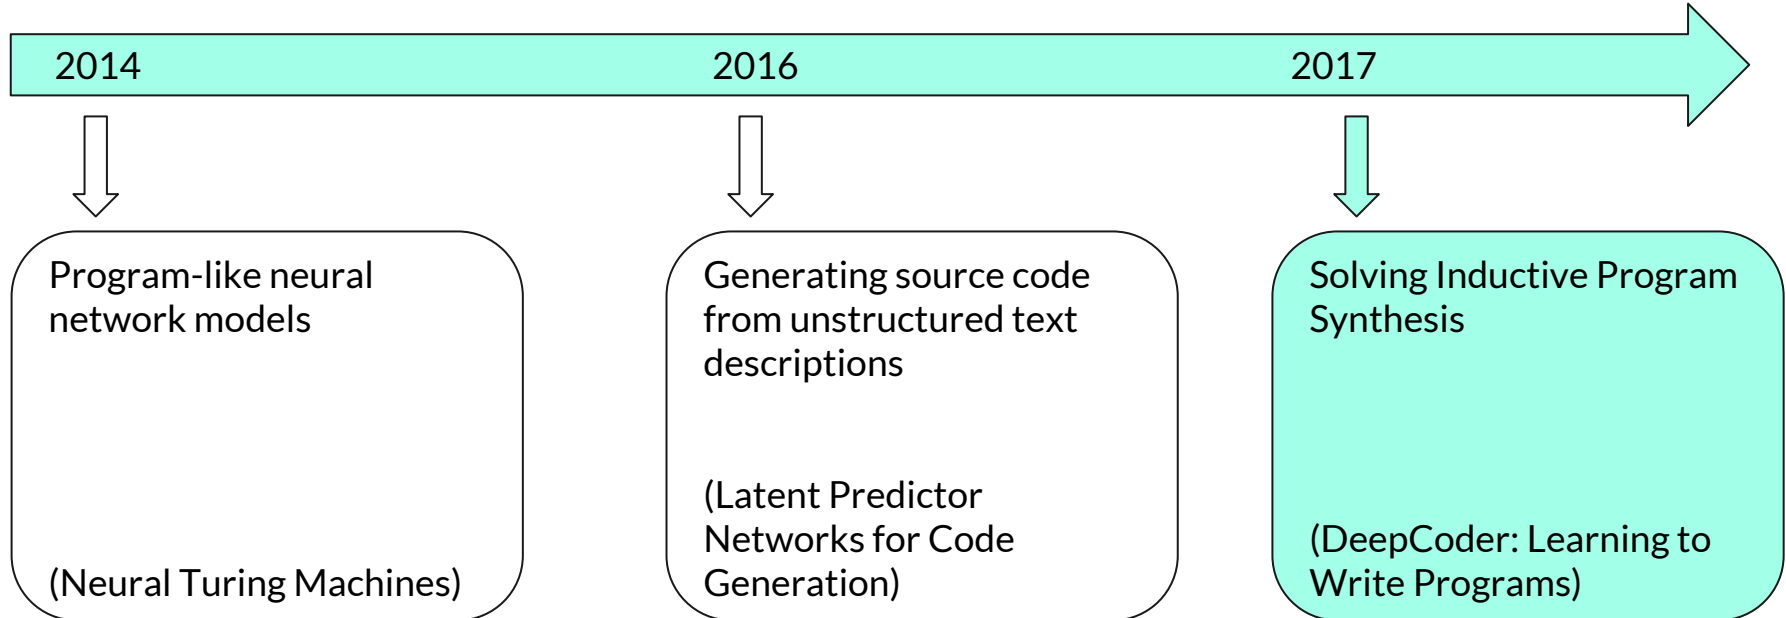 2014
2016
2017
Program-like neural
network models
(Neural Turing Machines)
Generating source code
from unstructured text
descriptions
(Latent Predictor
Networks for Code
Generation)
Solving Inductive Program
Synthesis
(DeepCoder: Learning to
Write Programs)